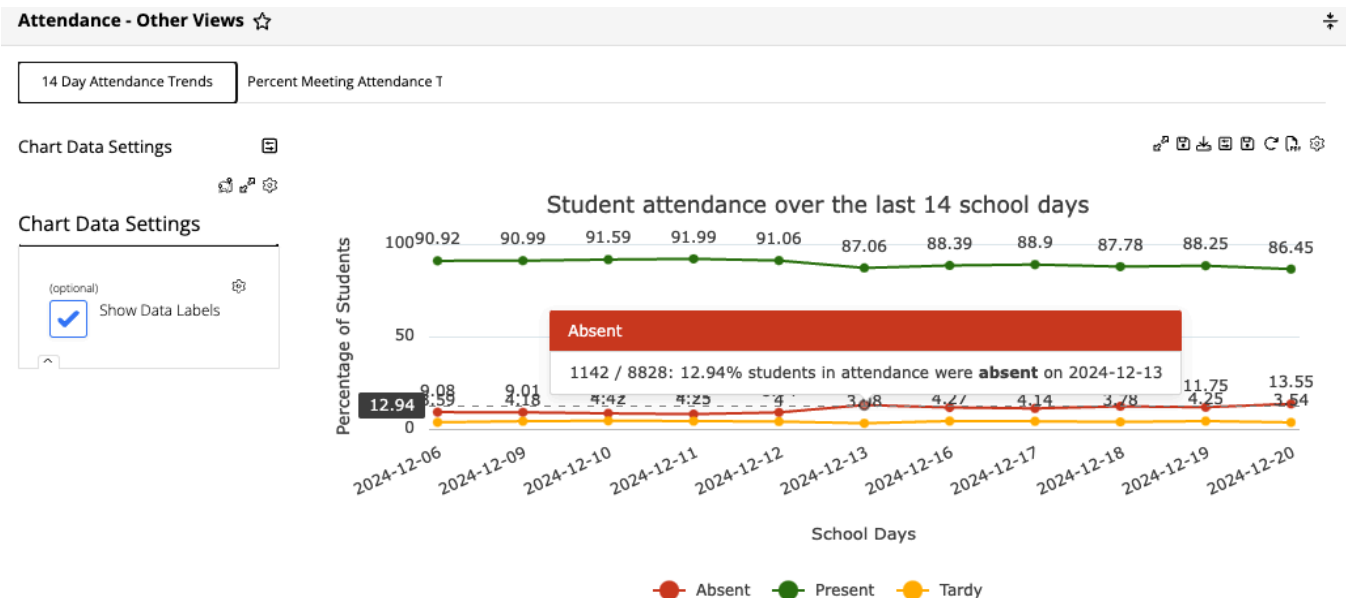 Attendance - Other Views
14 Day Attendance Trends
Percent Meeting Attendance T
Chart Data Settings
Chart Data Settings
(optional)
Show Data Labels
Student attendance over the last 14 school days
Percentage of Students
100
50
0
90.92 90.99 91.59 91.99 91.06 87.06 88.39 88.9 87.78 88.25 86.45
Absent
1142 / 8828: 12.94% students in attendance were absent on 2024-12-13
12.94
9.08 9.01 11.75 13.55
4.18 4.42 4.25 4 4.27 4.14 3.78 4.25 3.54
2024-12-06 2024-12-09 2024-12-10 2024-12-11 2024-12-12 2024-12-13 2024-12-16 2024-12-17 2024-12-18 2024-12-19 2024-12-20
School Days
Absent Present Tardy